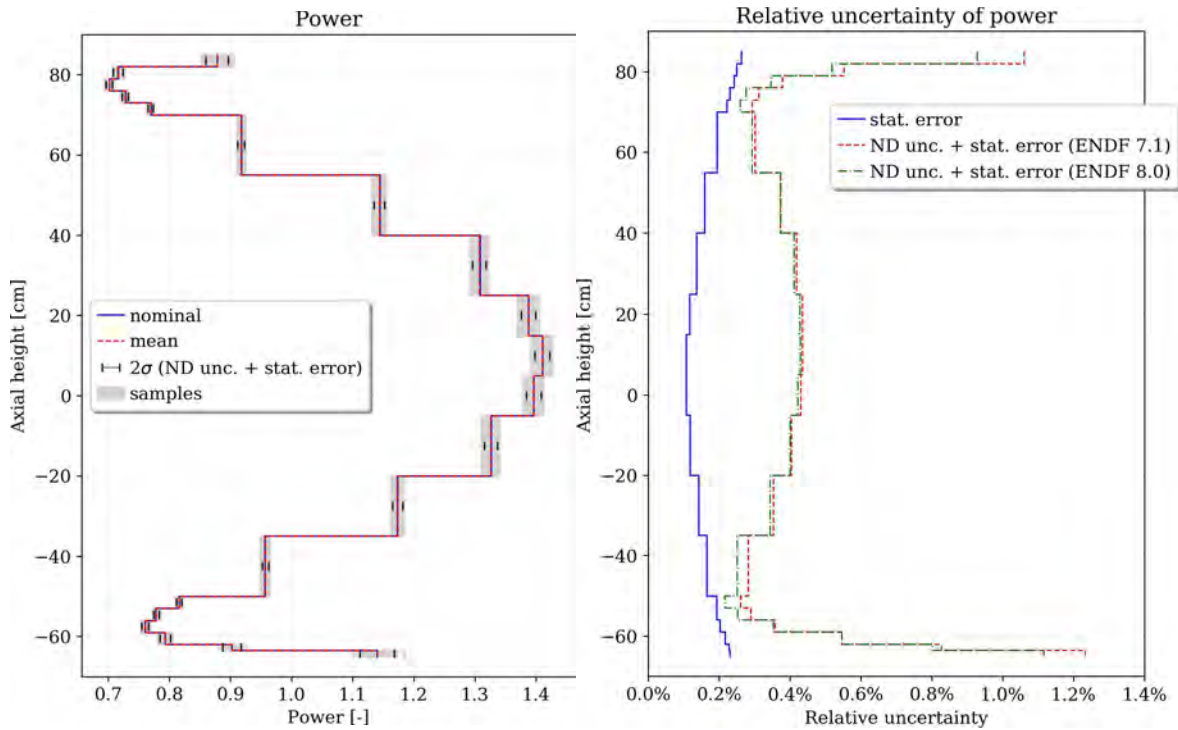 Power
80
60
40
20
0
−20
−40
−60
Axial height [cm]
nominal
mean
2σ (ND unc. + stat. error)
samples
0.7 0.8 0.9 1.0 1.1 1.2 1.3 1.4
Power [-]
Relative uncertainty of power
80
60
40
20
0
−20
−40
−60
Axial height [cm]
stat. error
ND unc. + stat. error (ENDF 7.1)
ND unc. + stat. error (ENDF 8.0)
0.0% 0.2% 0.4% 0.6% 0.8% 1.0% 1.2% 1.4%
Relative uncertainty